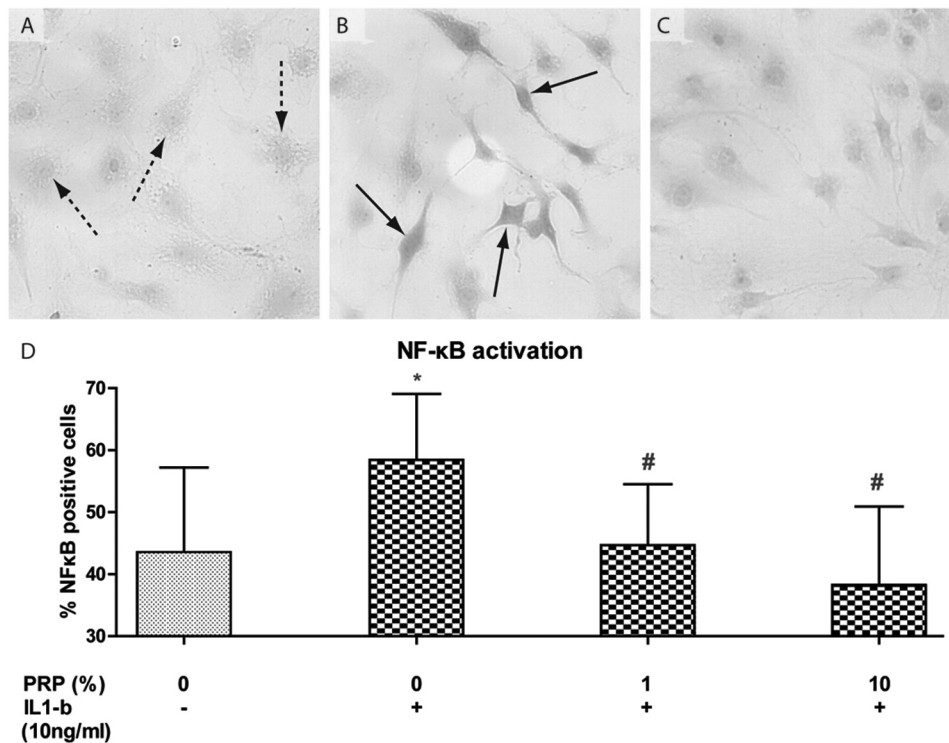 A
B
C
D
NF-κB activation
*
#
#
% NFκB positive cells
70
60
50
40
30
PRP (%) 0 0 1 10
IL1-b - + + +
(10ng/ml)